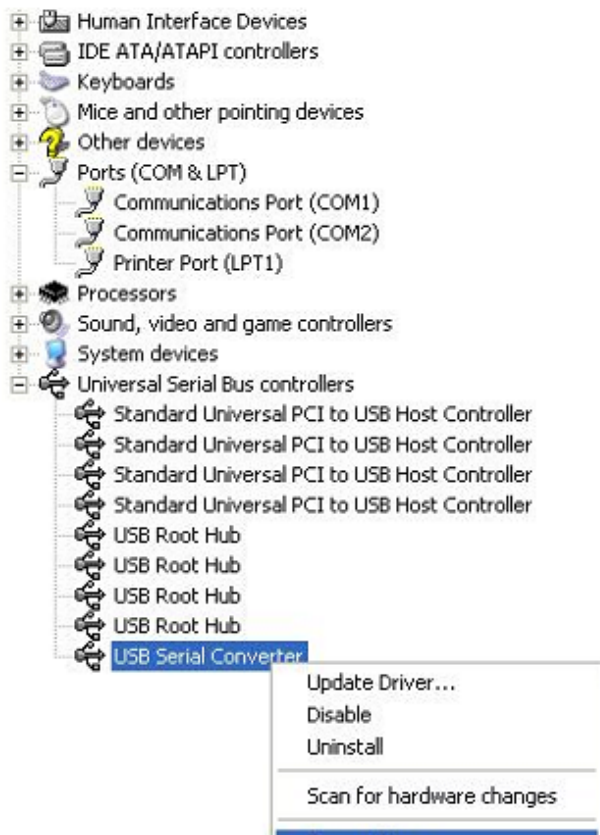 Human Interface Devices
IDE ATA/ATAPI controllers
Keyboards
Mice and other pointing devices
Other devices
Ports (COM & LPT)
Communications Port (COM1)
Communications Port (COM2)
Printer Port (LPT1)
Processors
Sound, video and game controllers
System devices
Universal Serial Bus controllers
Standard Universal PCI to USB Host Controller
Standard Universal PCI to USB Host Controller
Standard Universal PCI to USB Host Controller
Standard Universal PCI to USB Host Controller
USB Root Hub
USB Root Hub
USB Root Hub
USB Root Hub
USB Serial Converter
Update Driver...
Disable
Uninstall
Scan for hardware changes